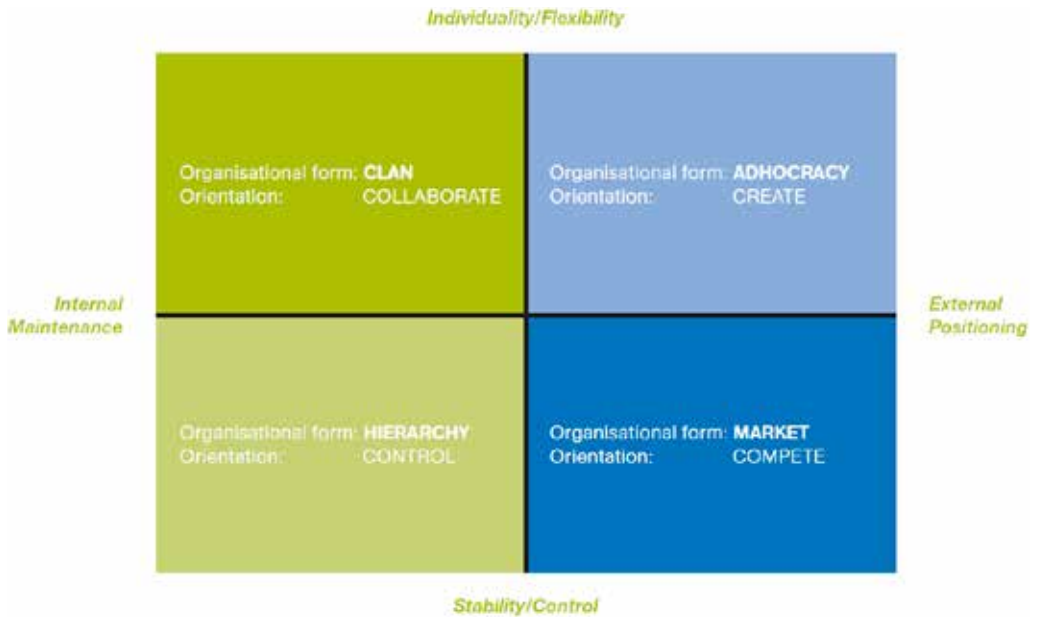 Individuality/Flexibility
Organisational form: CLAN
Orientation: COLLABORATE
Organisational form: ADHOCRACY
Orientation: CREATE
Internal
Maintenance
External
Positioning
Organisational form: HIERARCHY
Orientation: CONTROL
Organisational form: MARKET
Orientation: COMPETE
Stability/Control